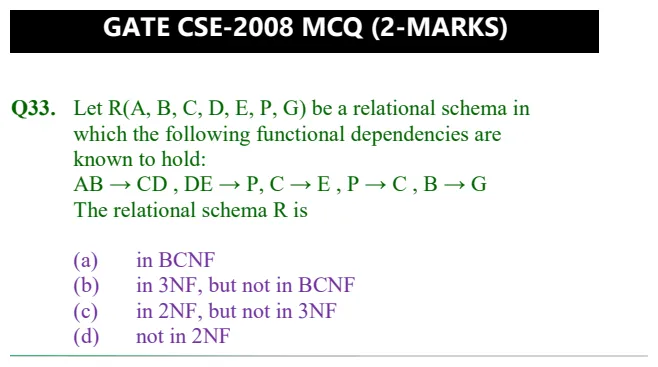 GATE CSE-2008 MCQ (2-MARKS)
Q33. Let R(A, B, C, D, E, P, G) be a relational schema in
which the following functional dependencies are
known to hold:
AB → CD , DE → P, C → E , P → C , B → G
The relational schema R is
(a) in BCNF
(b) in 3NF, but not in BCNF
(c) in 2NF, but not in 3NF
(d) not in 2NF